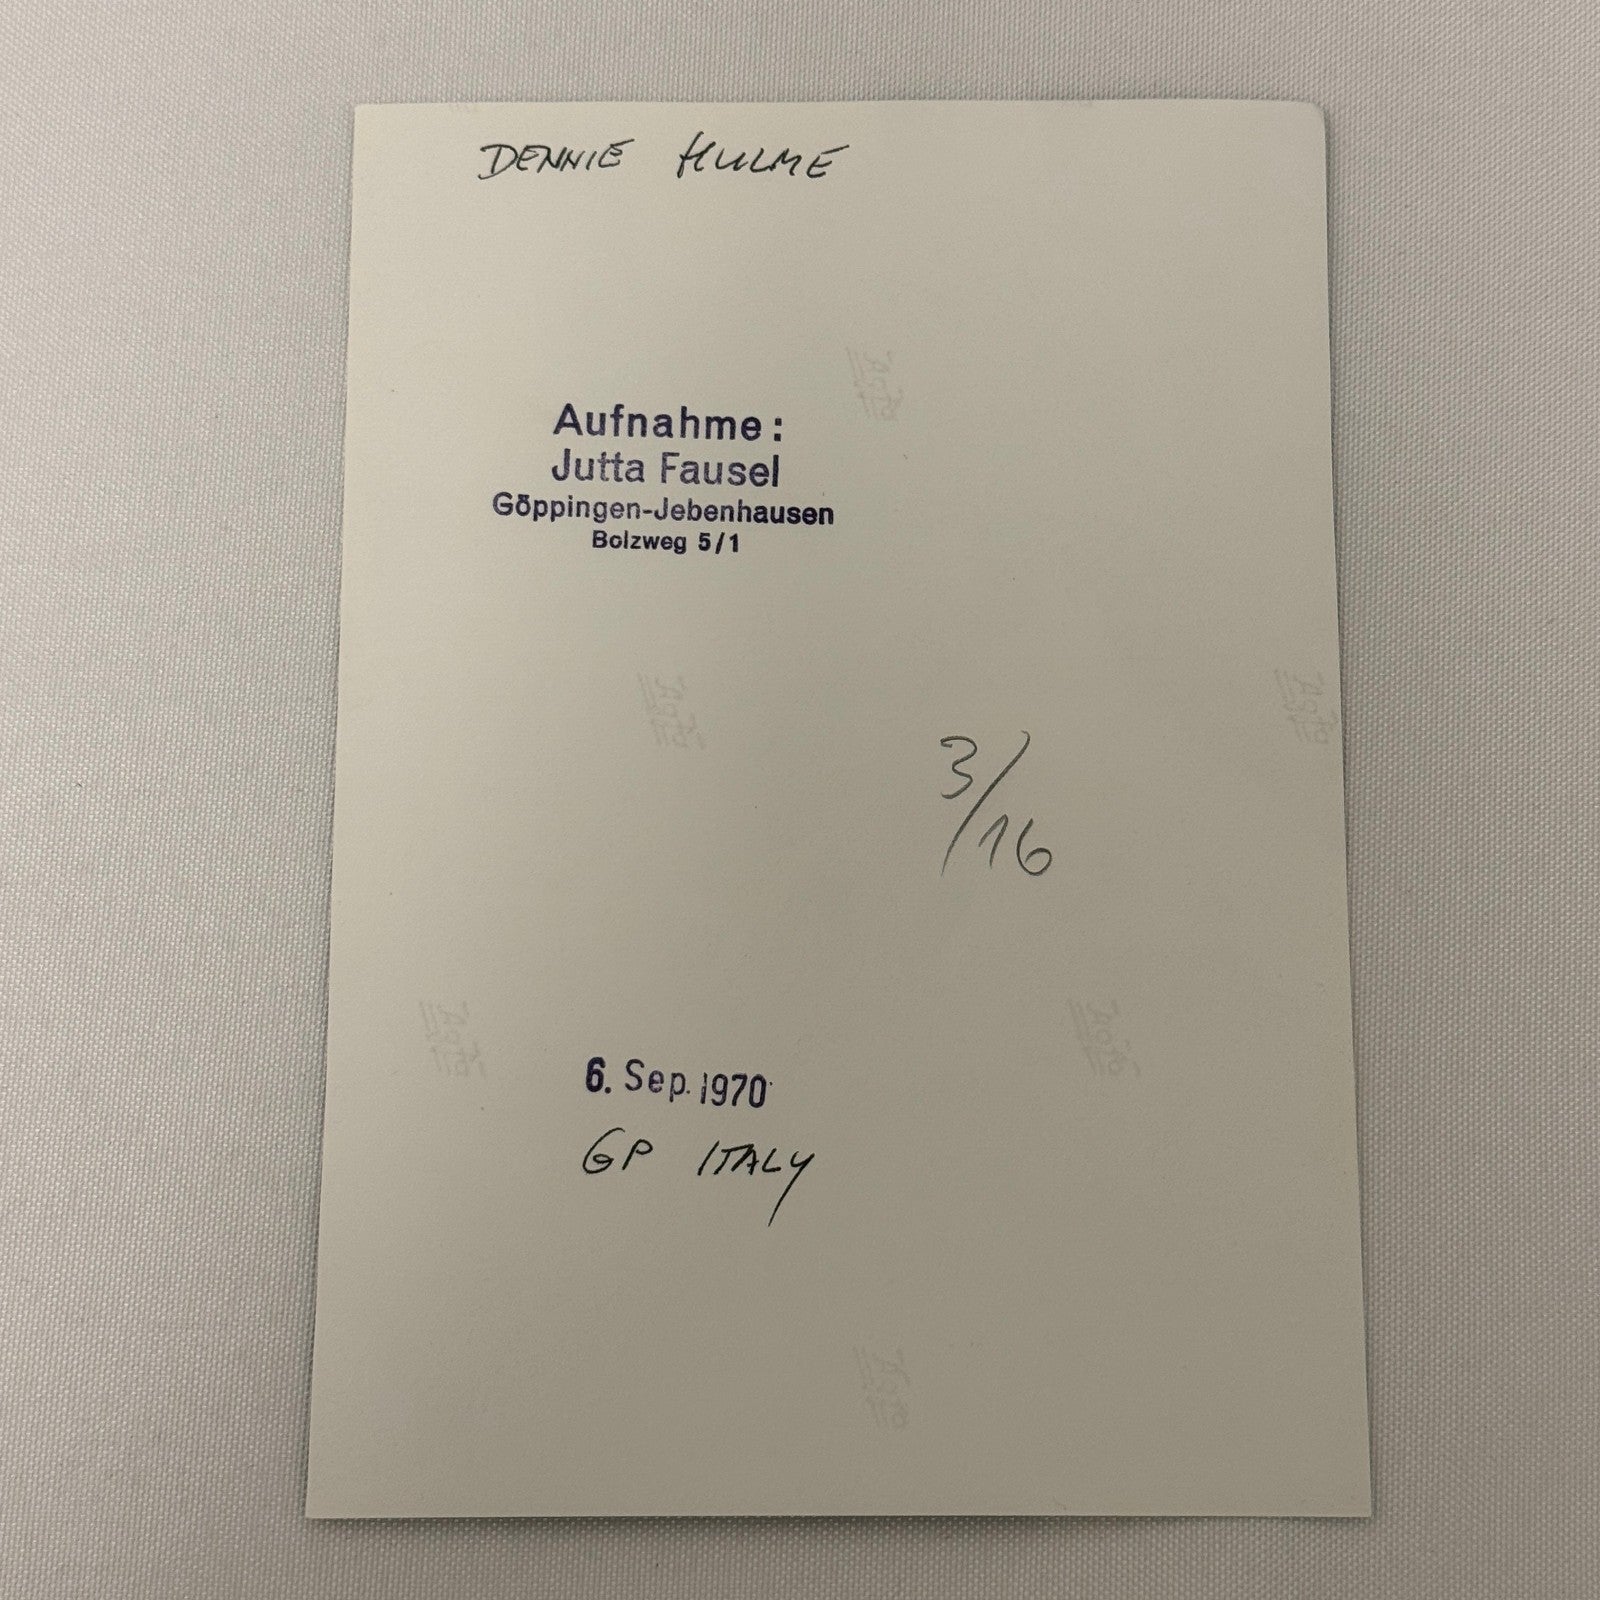 DENNIE HULME
Aufnahme:
Jutta Fausel
Göppingen-Jebenhausen
Bolzweg 5/1
3/16
6. Sep. 1970
GP ITALY